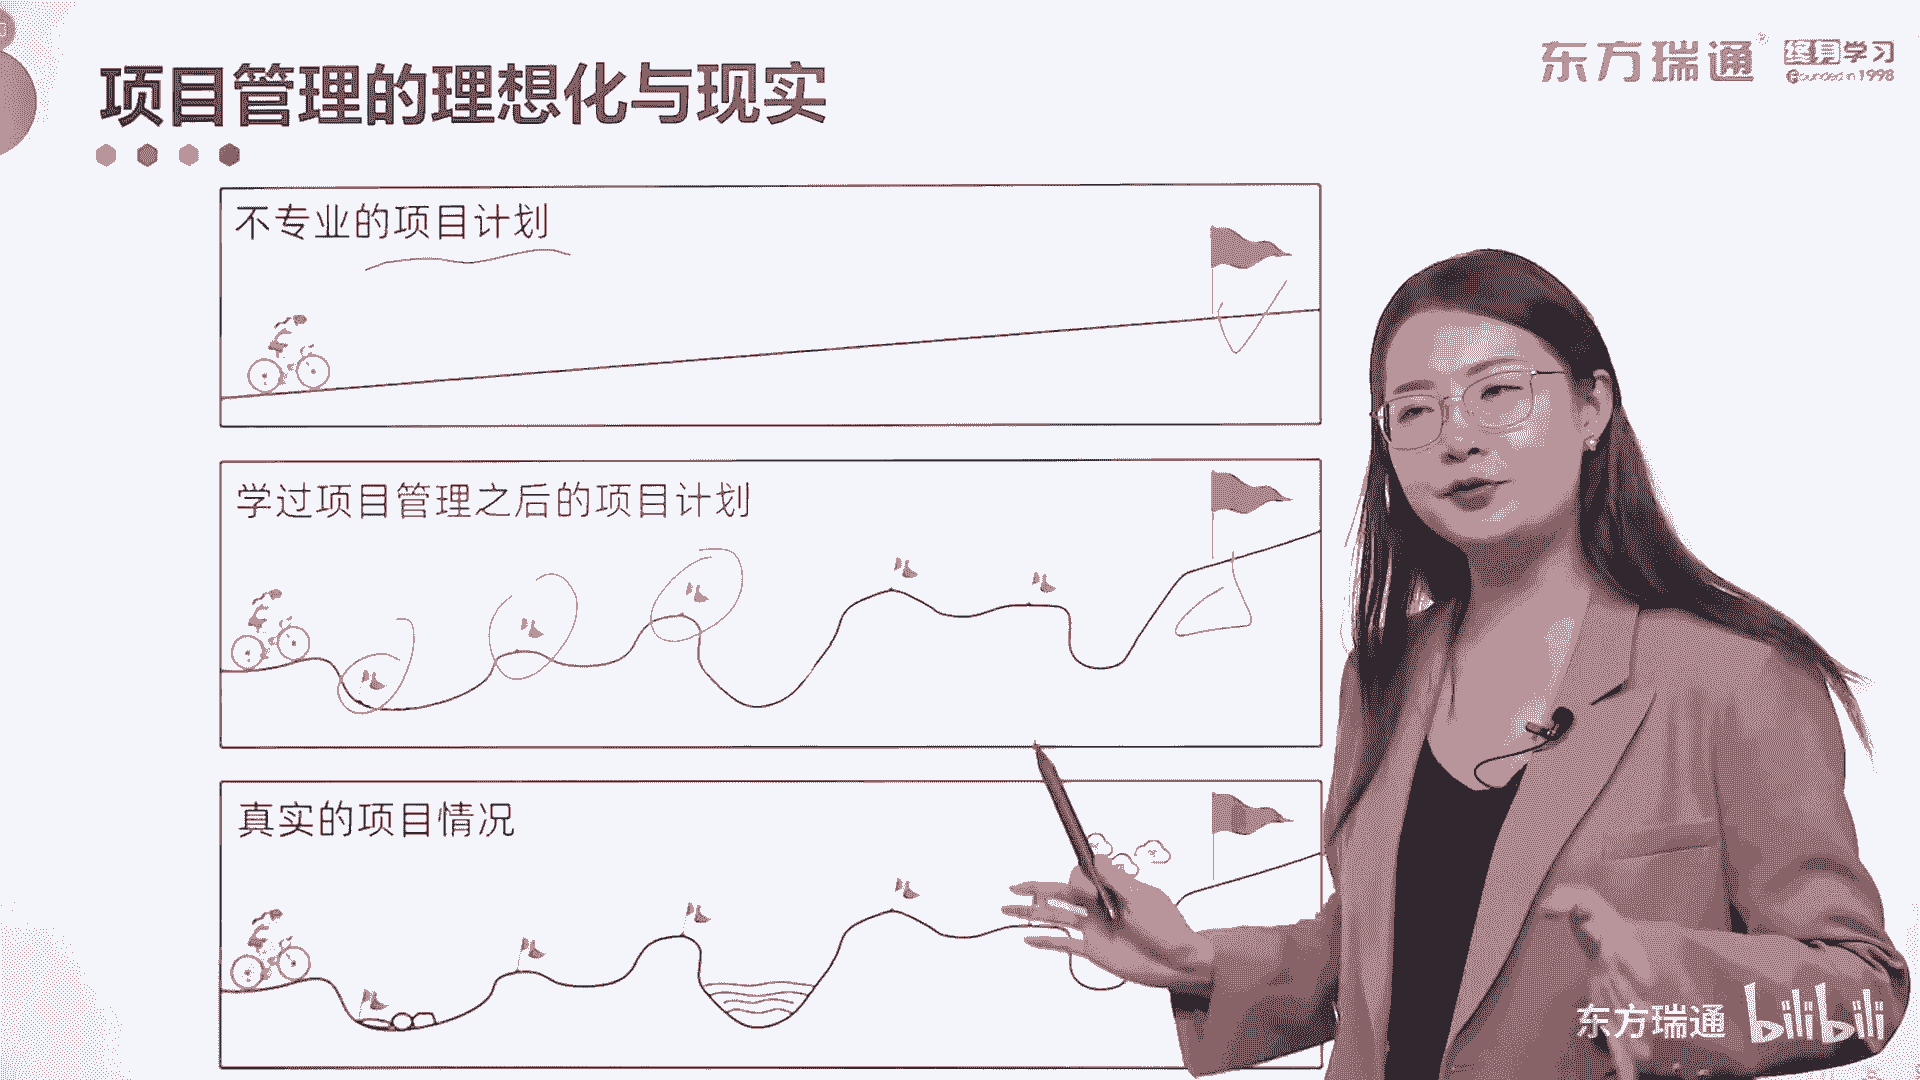 项目管理的理想化与现实
东方瑞通® 终身学习
Founded in 1998
不专业的项目计划
学过项目管理之后的项目计划
真实的项目情况
东方瑞通 bilibili